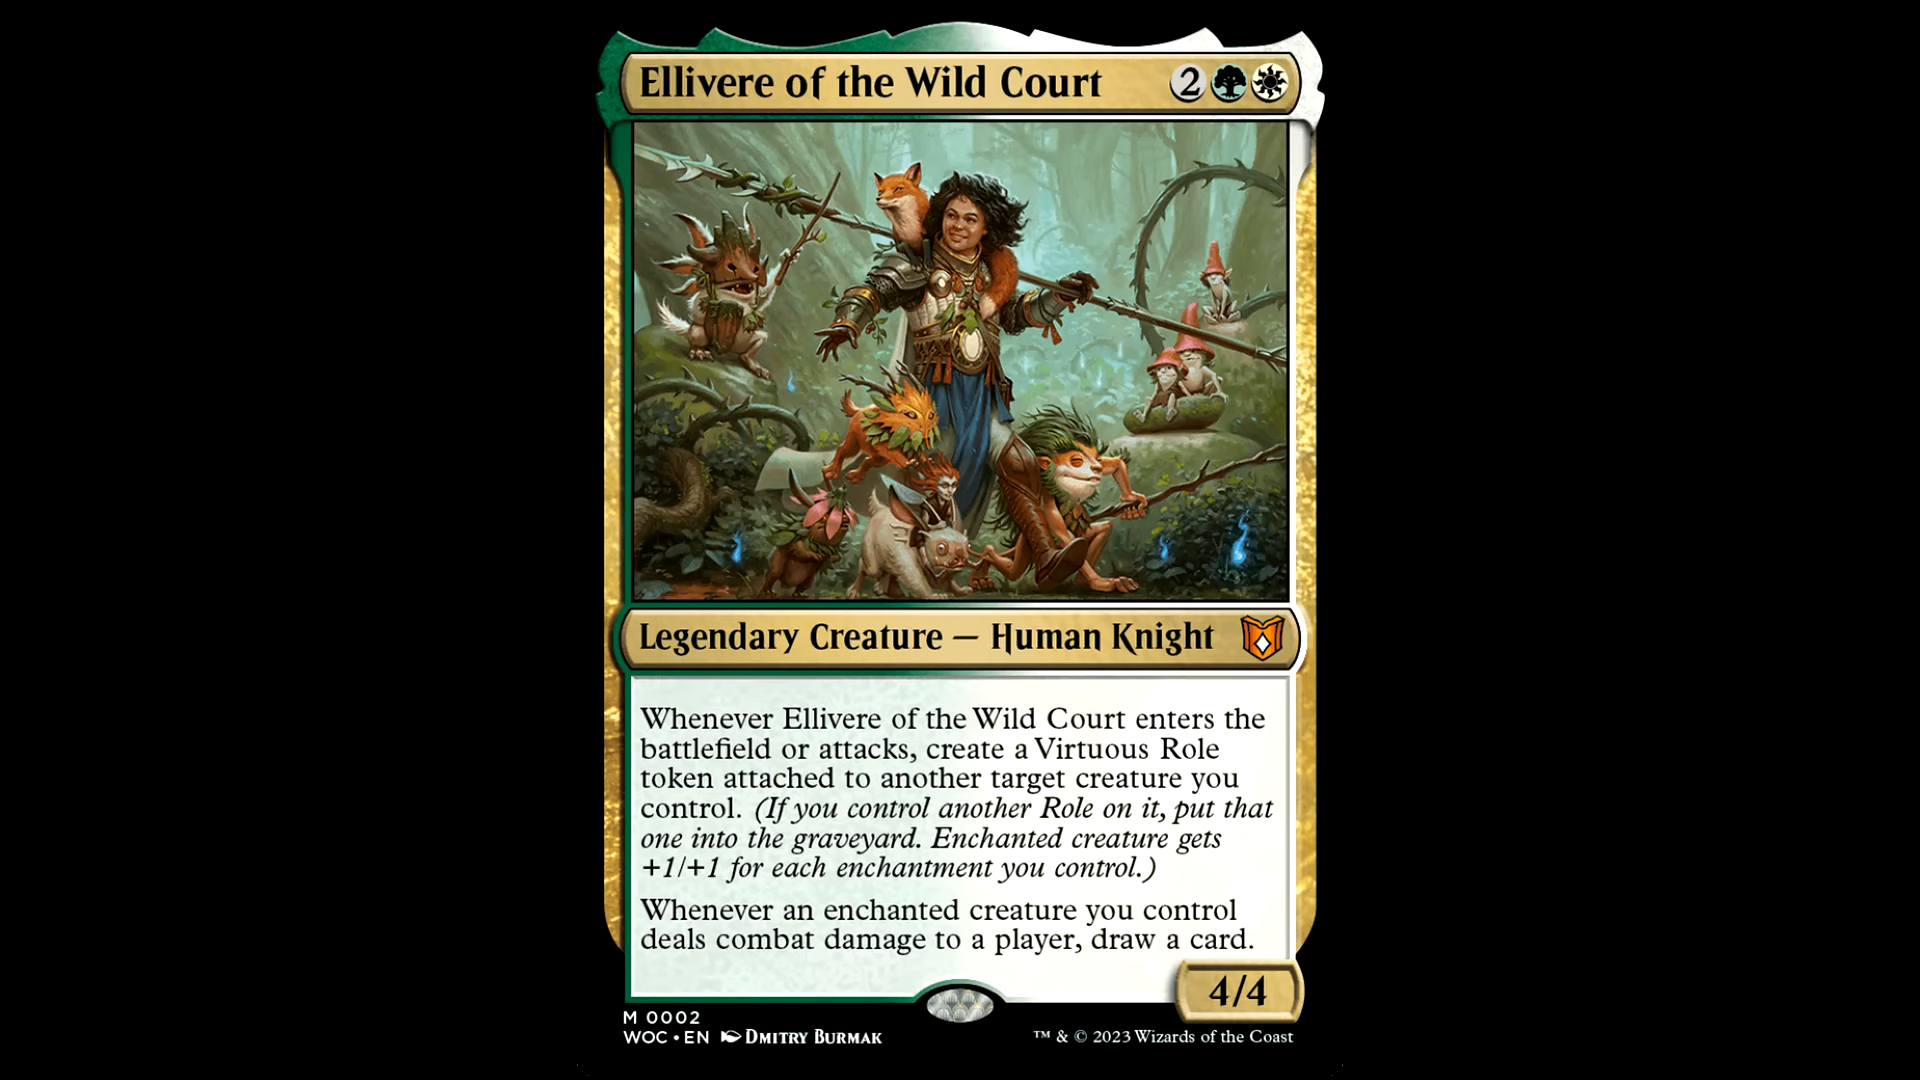 Ellivere of the Wild Court 2
Legendary Creature — Human Knight
Whenever Ellivere of the Wild Court enters the
battlefield or attacks, create a Virtuous Role
token attached to another target creature you
control. (If you control another Role on it, put that
one into the graveyard. Enchanted creature gets
+1/+1 for each enchantment you control.)
Whenever an enchanted creature you control
deals combat damage to a player, draw a card.
4/4
M 0002
WOC • EN DMITRY BURMAK
™ & © 2023 Wizards of the Coast